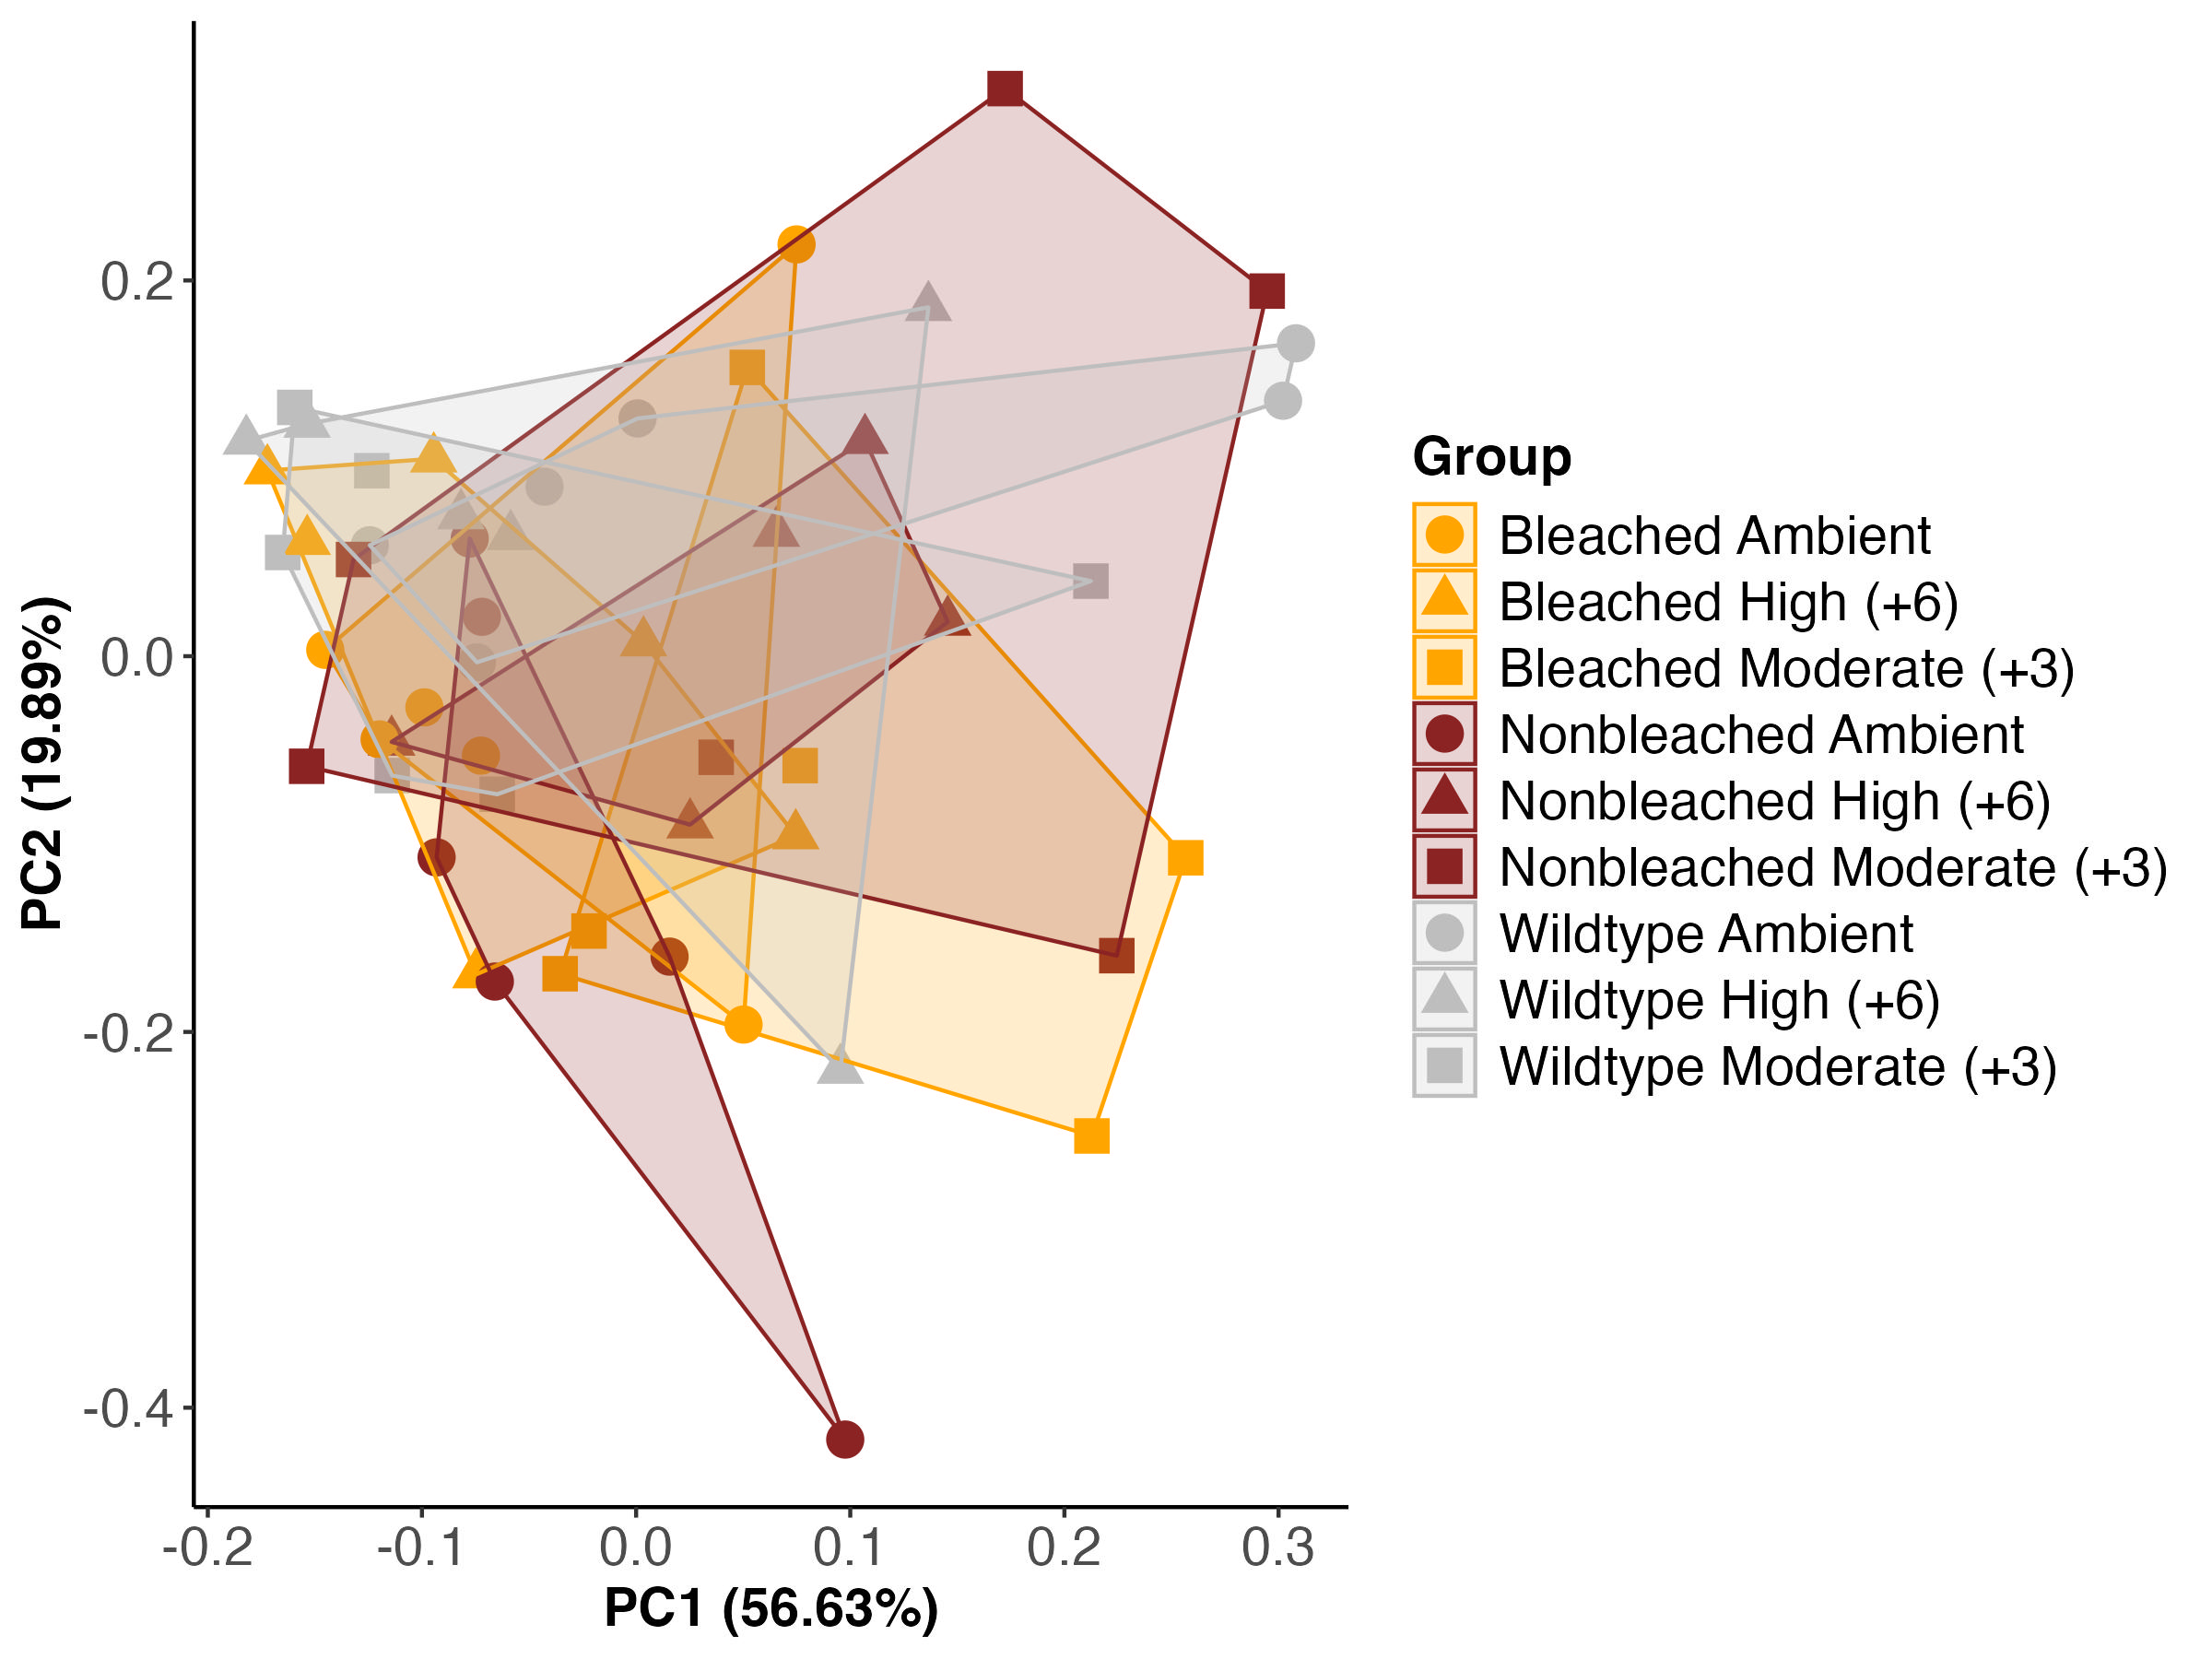 PC2 (19.89%)
0.2
0.0
-0.2
-0.4
-0.2 -0.1 0.0 0.1 0.2 0.3
PC1 (56.63%)
Group
Bleached Ambient
Bleached High (+6)
Bleached Moderate (+3)
Nonbleached Ambient
Nonbleached High (+6)
Nonbleached Moderate (+3)
Wildtype Ambient
Wildtype High (+6)
Wildtype Moderate (+3)